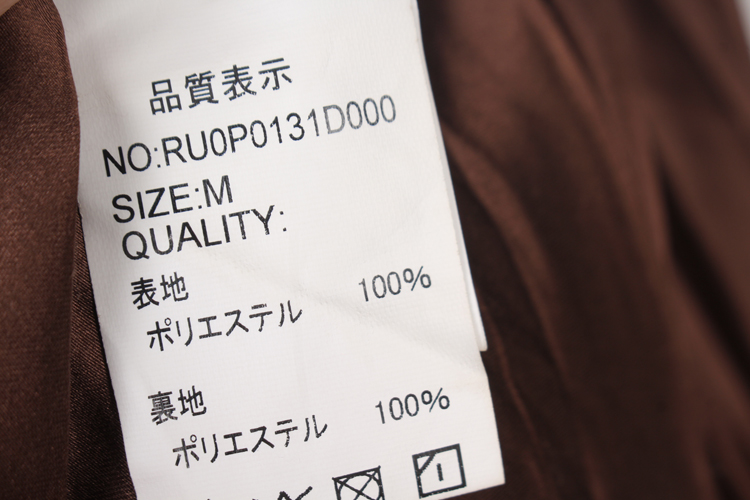 品質表示
NO:RU0P0131D000
SIZE:M
QUALITY:
表地
ポリエステル 100%
裏地
ポリエステル 100%